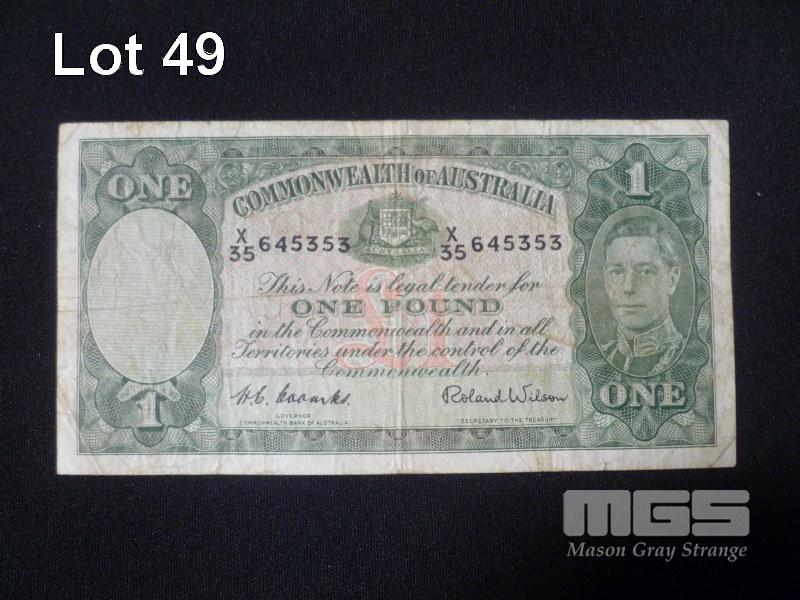 Lot 49
ONE
COMMONWEALTH OF AUSTRALIA
1
X/35 645353
X/35 645353
This Note is legal tender for
ONE POUND
in the Commonwealth and in all
Territories under the control of the
Commonwealth.
H.C. Coombs.
Roland Wilson
GOVERNOR
COMMONWEALTH BANK OF AUSTRALIA
SECRETARY TO THE TREASURY
1
ONE
MGS
Mason Gray Strange